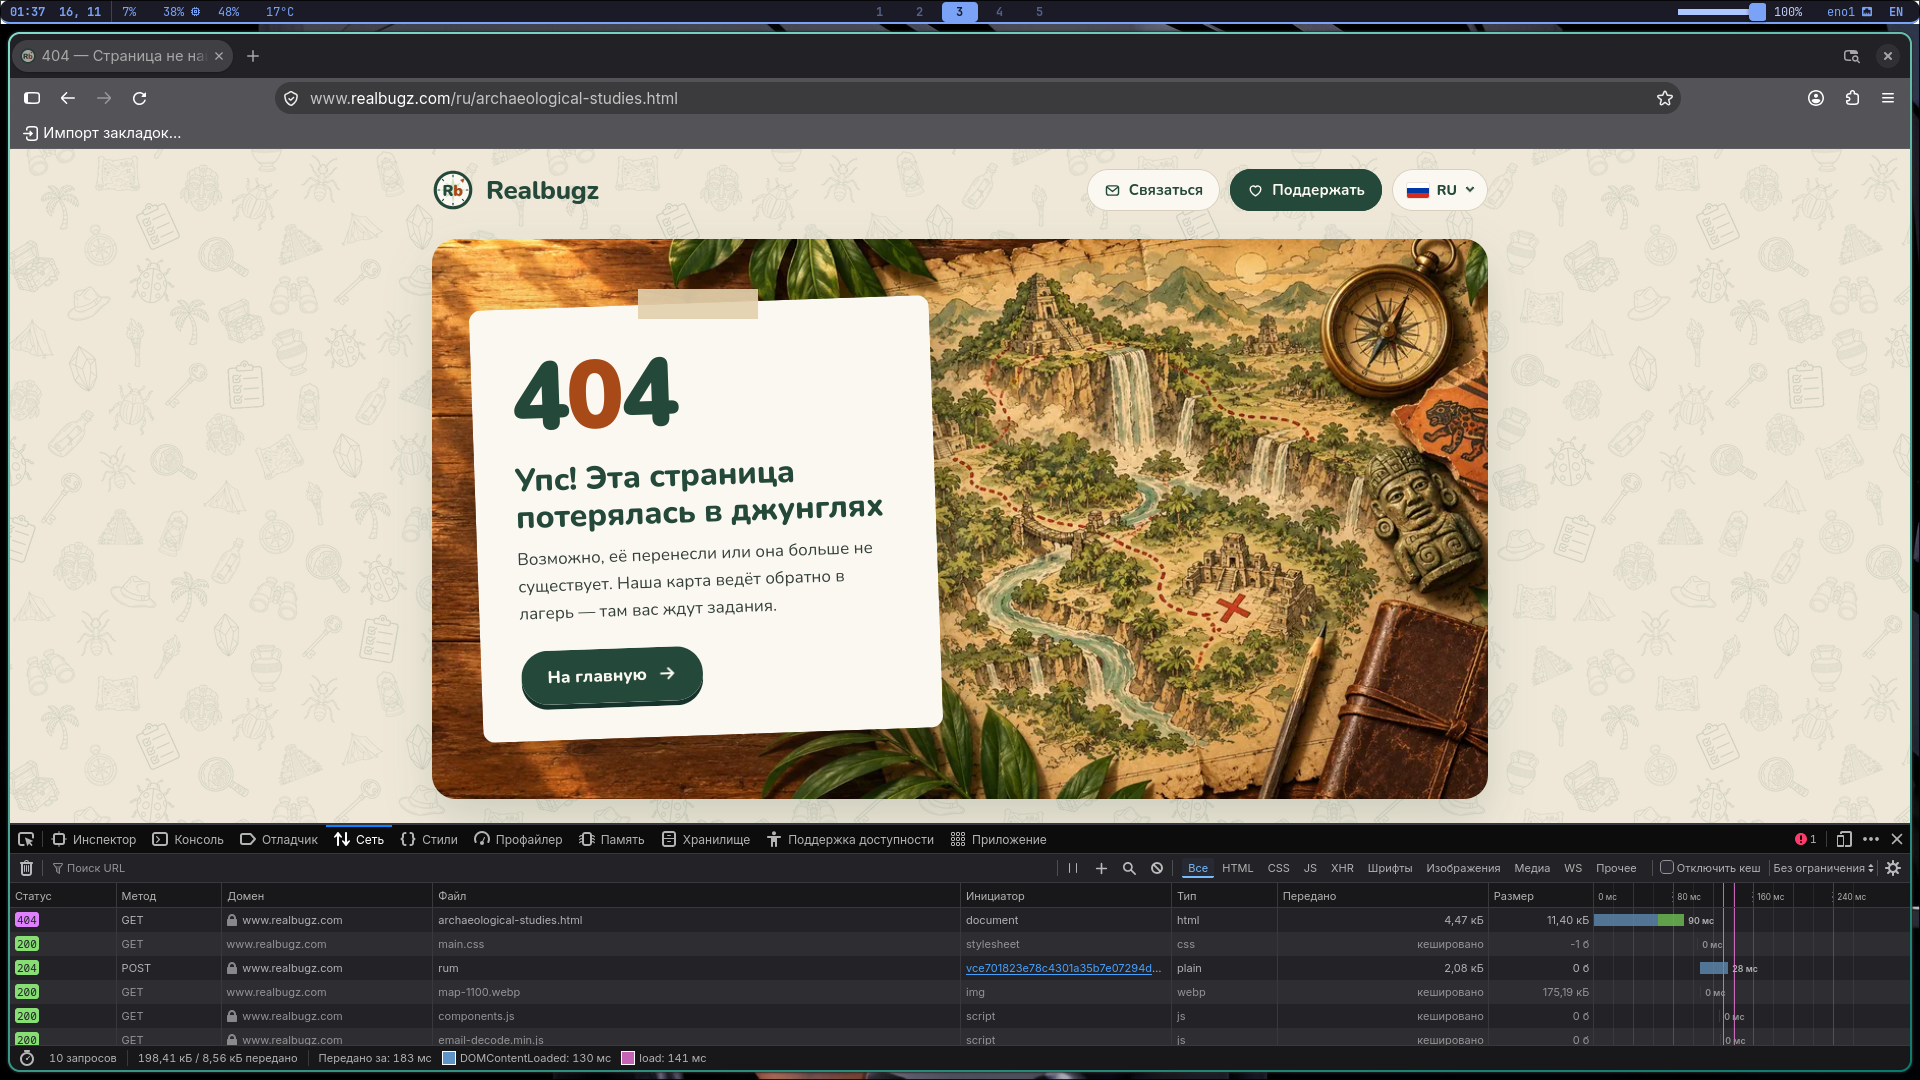 01:37 16, 11 7% 38% 48% 17°C 1 2 3 4 5 100% eno1 EN
404 — Страница не на
www.realbugz.com/ru/archaeological-studies.html
Импорт закладок...
Rb Realbugz Связаться Поддержать RU
404
Упс! Эта страница
потерялась в джунглях
Возможно, её перенесли или она больше не
существует. Наша карта ведёт обратно в
лагерь — там вас ждут задания.
На главную →
Инспектор Консоль Отладчик Сеть Стили Профайлер Память Хранилище Поддержка доступности Приложение 1
Поиск URL Все HTML CSS JS XHR Шрифты Изображения Медиа WS Прочее Отключить кеш Без ограничения
Статус Метод Домен Файл Инициатор Тип Передано Размер 0 мс 80 мс 160 мс 240 мс
404 GET www.realbugz.com archaeological-studies.html document html 4,47 кБ 11,40 кБ 90 мс
200 GET www.realbugz.com main.css stylesheet css кешировано -1 б 0 мс
204 POST www.realbugz.com rum vce701823e78c4301a35b7e07294d... plain 2,08 кБ 0 б 28 мс
200 GET www.realbugz.com map-1100.webp img webp кешировано 175,19 кБ 0 мс
200 GET www.realbugz.com components.js script js кешировано 0 б 0 мс
200 GET www.realbugz.com email-decode.min.js script js кешировано 0 б 0 мс
10 запросов 198,41 кБ / 8,56 кБ передано Передано за: 183 мс DOMContentLoaded: 130 мс load: 141 мс